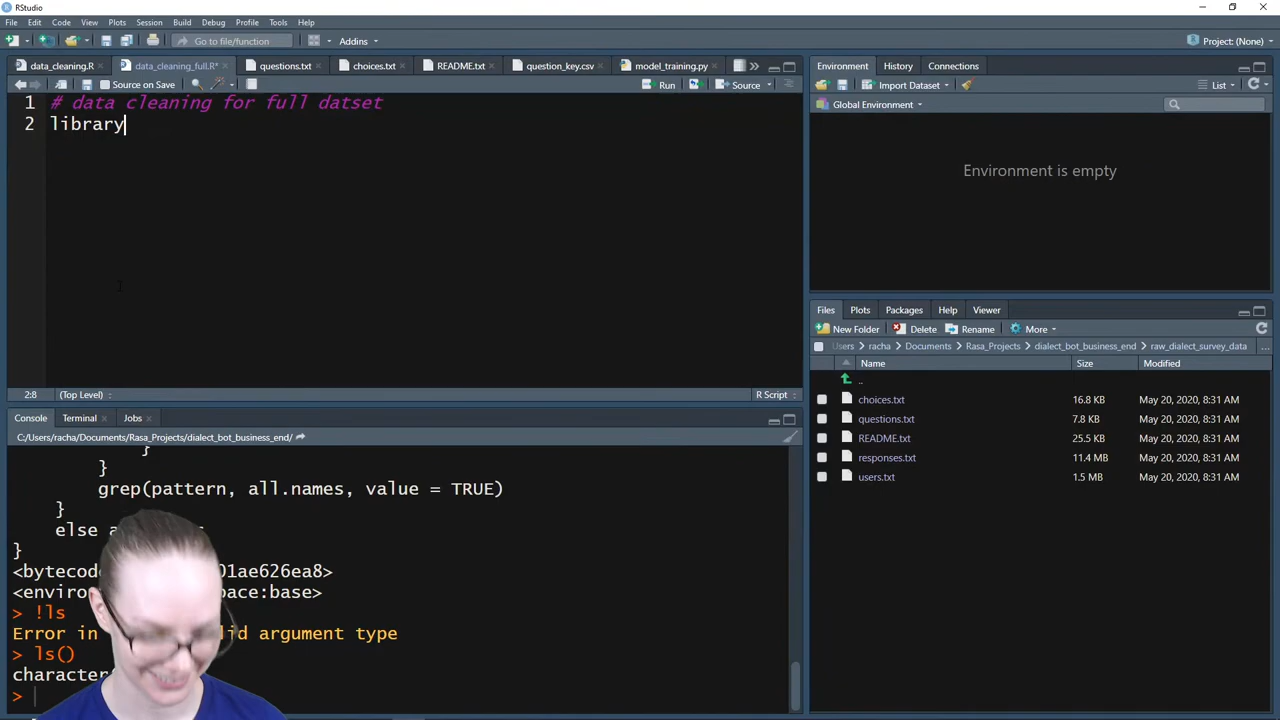 RStudio
File Edit Code View Plots Session Build Debug Profile Tools Help
Go to file/function Addins Project: (None)
data_cleaning.R data_cleaning_full.R* questions.txt choices.txt README.txt question_key.csv model_training.py
Source on Save Run Source
1 # data cleaning for full datset
2 library
2:8 (Top Level) R Script
Console Terminal Jobs
C:/Users/racha/Documents/Rasa_Projects/dialect_bot_business_end/
}
}
grep(pattern, all.names, value = TRUE)
}
else
}
<bytecod 01ae626ea8>
<enviro pace:base>
> !ls
Error in lid argument type
> ls()
character
>
Environment History Connections
Import Dataset List
Global Environment
Environment is empty
Files Plots Packages Help Viewer
New Folder Delete Rename More
Users racha Documents Rasa_Projects dialect_bot_business_end raw_dialect_survey_data ...
Name Size Modified
..
choices.txt 16.8 KB May 20, 2020, 8:31 AM
questions.txt 7.8 KB May 20, 2020, 8:31 AM
README.txt 25.5 KB May 20, 2020, 8:31 AM
responses.txt 11.4 MB May 20, 2020, 8:31 AM
users.txt 1.5 MB May 20, 2020, 8:31 AM